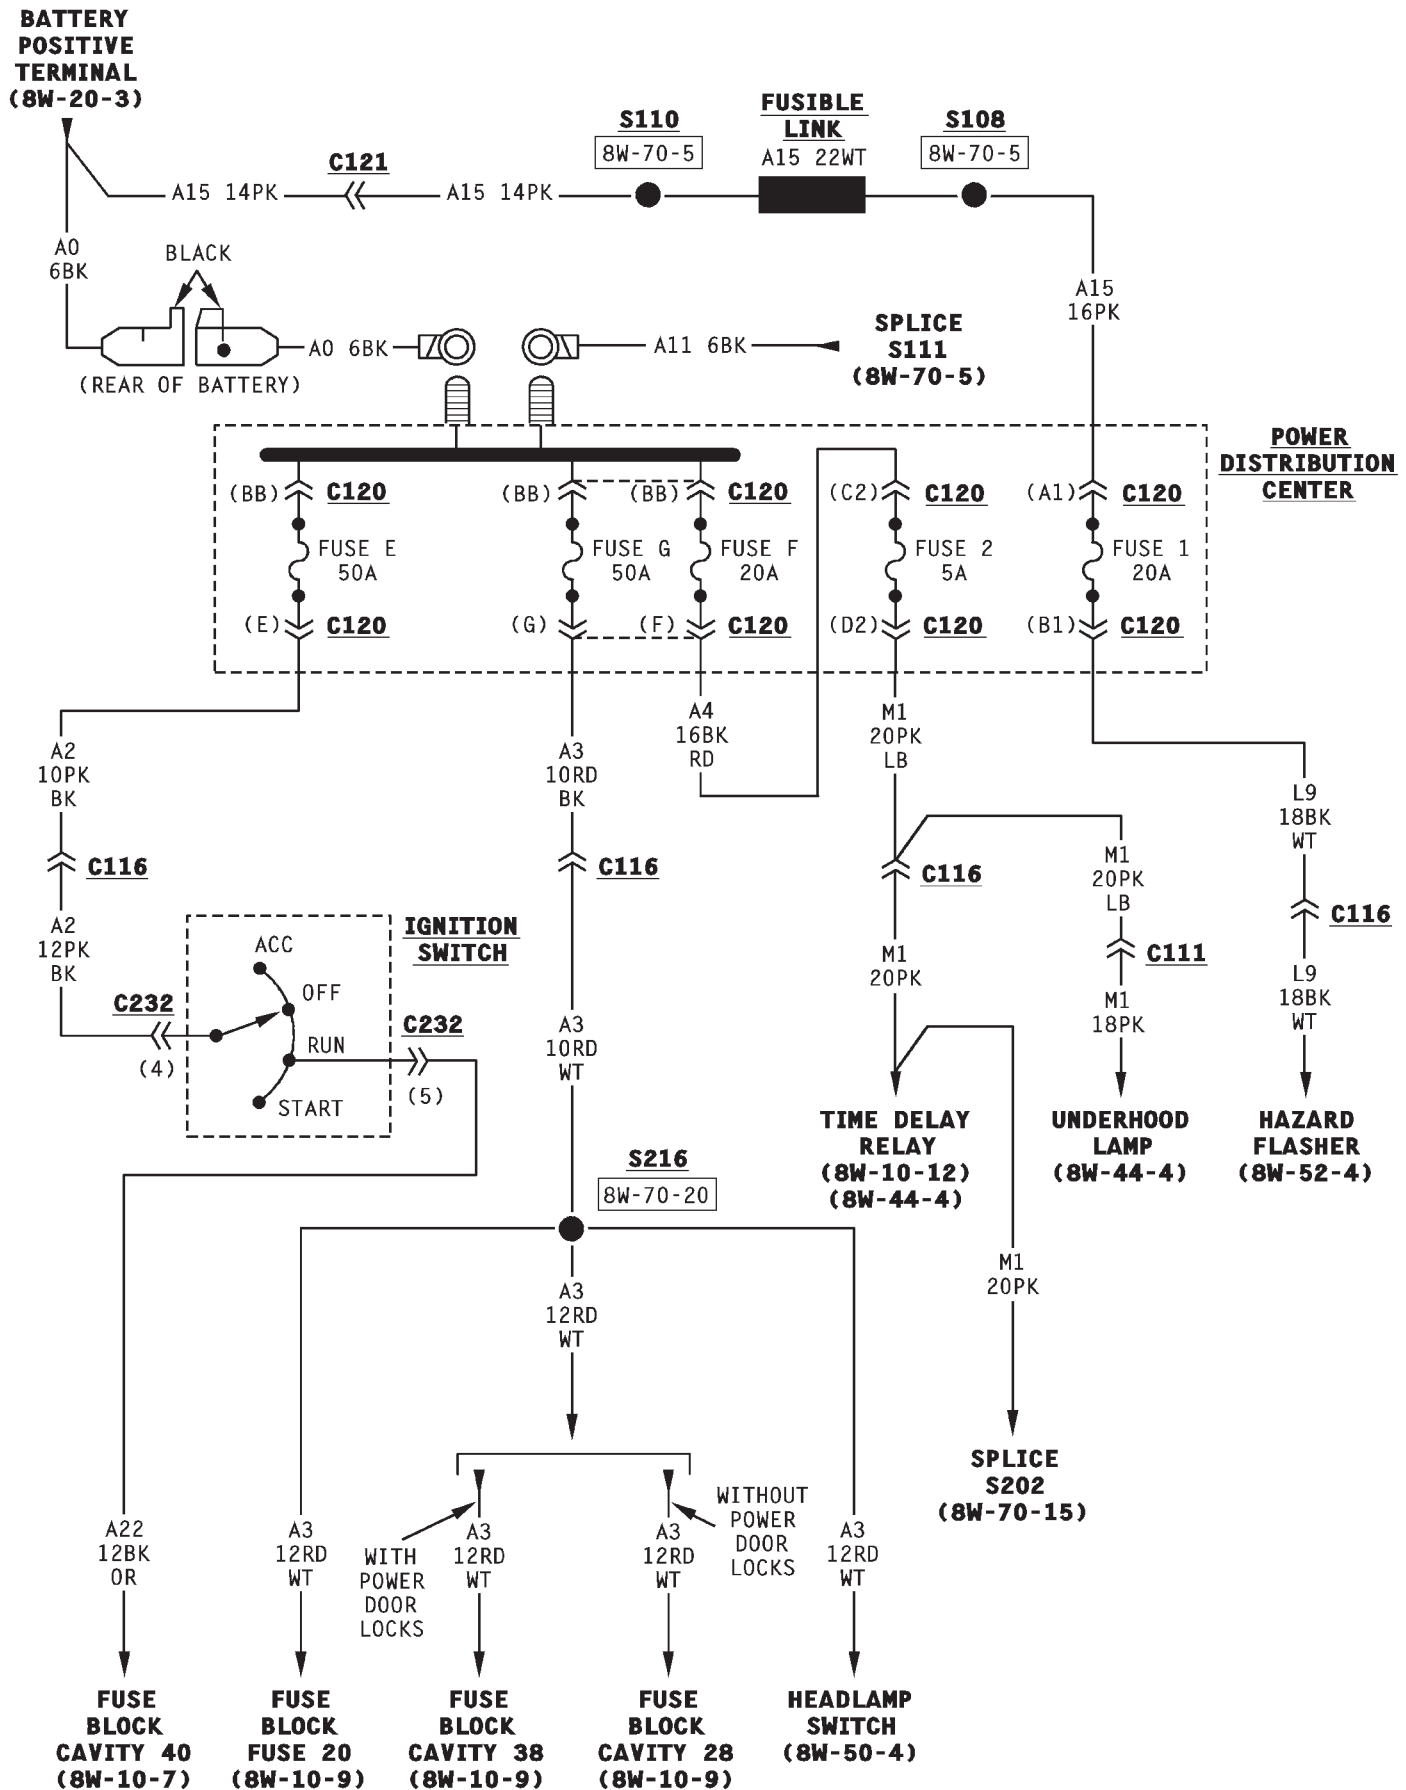 BATTERY
POSITIVE
TERMINAL
(8W-20-3)
S110
8W-70-5
FUSIBLE
LINK
A15 22WT
S108
8W-70-5
C121
A15 14PK
A15 14PK
A0
6BK
BLACK
A15
16PK
A0 6BK
(REAR OF BATTERY)
A11 6BK
SPLICE
S111
(8W-70-5)
POWER
DISTRIBUTION
CENTER
(BB)
C120
(BB)
(BB)
C120
(C2)
C120
(A1)
C120
FUSE E
50A
FUSE G
50A
FUSE F
20A
FUSE 2
5A
FUSE 1
20A
(E)
C120
(G)
(F)
C120
(D2)
C120
(B1)
C120
A2
10PK
BK
A3
10RD
BK
A4
16BK
RD
M1
20PK
LB
L9
18BK
WT
C116
C116
C116
M1
20PK
LB
C116
A2
12PK
BK
IGNITION
SWITCH
ACC
OFF
RUN
START
C232
(4)
C232
(5)
A3
10RD
WT
M1
20PK
C111
M1
18PK
L9
18BK
WT
TIME DELAY
RELAY
(8W-10-12)
(8W-44-4)
UNDERHOOD
LAMP
(8W-44-4)
HAZARD
FLASHER
(8W-52-4)
S216
8W-70-20
A3
12RD
WT
M1
20PK
SPLICE
S202
(8W-70-15)
A22
12BK
OR
A3
12RD
WT
WITH
POWER
DOOR
LOCKS
A3
12RD
WT
A3
12RD
WT
WITHOUT
POWER
DOOR
LOCKS
A3
12RD
WT
FUSE
BLOCK
CAVITY 40
(8W-10-7)
FUSE
BLOCK
FUSE 20
(8W-10-9)
FUSE
BLOCK
CAVITY 38
(8W-10-9)
FUSE
BLOCK
CAVITY 28
(8W-10-9)
HEADLAMP
SWITCH
(8W-50-4)